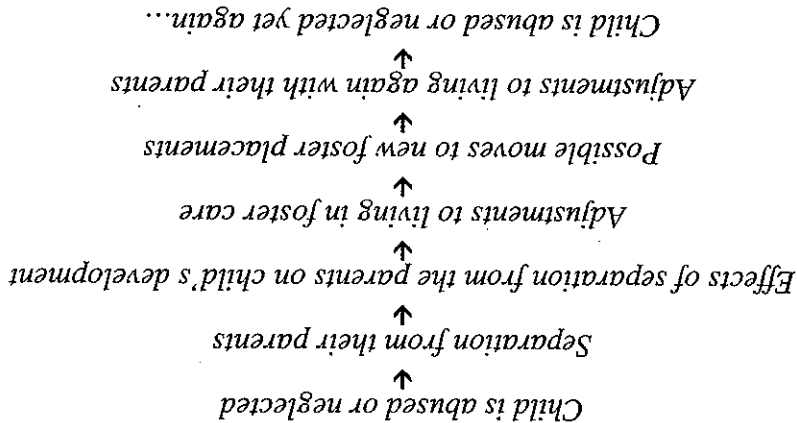 Child is abused or neglected
↓
Separation from their parents
↓
Effects of separation from the parents on child's development
↓
Adjustments to living in foster care
↓
Possible moves to new foster placements
↓
Adjustments to living again with their parents
↓
Child is abused or neglected yet again...